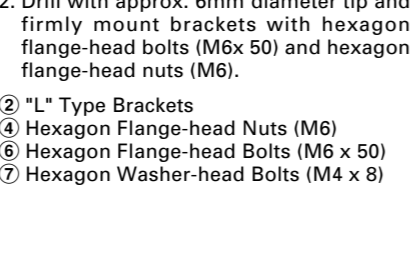 2. Drill with approx. 6mm diameter tip and
firmly mount brackets with hexagon
flange-head bolts (M6x 50) and hexagon
flange-head nuts (M6).
② "L" Type Brackets
④ Hexagon Flange-head Nuts (M6)
⑥ Hexagon Flange-head Bolts (M6 x 50)
⑦ Hexagon Washer-head Bolts (M4 x 8)